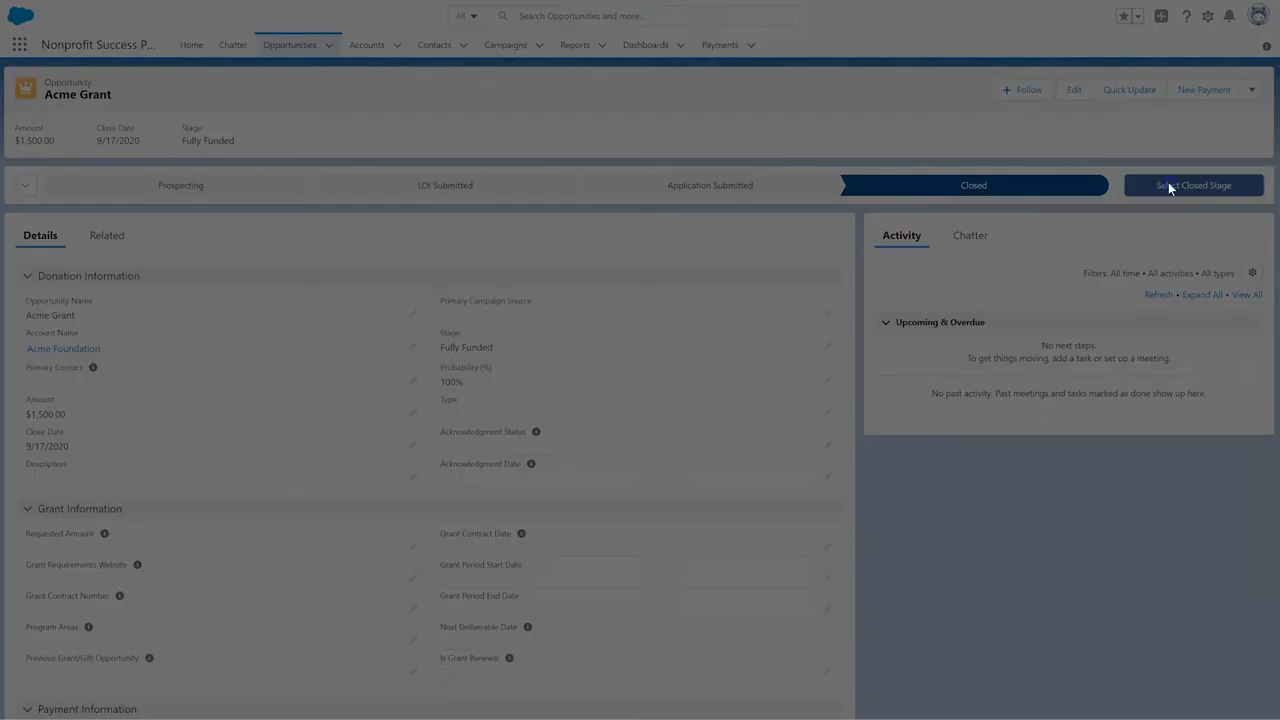 All
Search Opportunities and more...
Nonprofit Success P...
Home
Chatter
Opportunities
Accounts
Contacts
Campaigns
Reports
Dashboards
Payments
Opportunity
Acme Grant
Follow
Edit
Quick Update
New Payment
Amount
Close Date
Stage
$1,500.00
9/17/2020
Fully Funded
Prospecting
LOI Submitted
Application Submitted
Closed
Select Closed Stage
Details
Related
Donation Information
Opportunity Name
Acme Grant
Primary Campaign Source
Account Name
Acme Foundation
Stage
Fully Funded
Primary Contact
Probability (%)
100%
Amount
$1,500.00
Type
Close Date
9/17/2020
Acknowledgment Status
Description
Acknowledgment Date
Grant Information
Requested Amount
Grant Contract Date
Grant Requirements Website
Grant Period Start Date
Grant Contract Number
Grant Period End Date
Program Areas
Next Deliverable Date
Previous Grant/Gift Opportunity
Is Grant Renewal
Payment Information
Activity
Chatter
Filters: All time • All activities • All types
Refresh • Expand All • View All
Upcoming & Overdue
No next steps.
To get things moving, add a task or set up a meeting.
No past activity. Past meetings and tasks marked as done show up here.